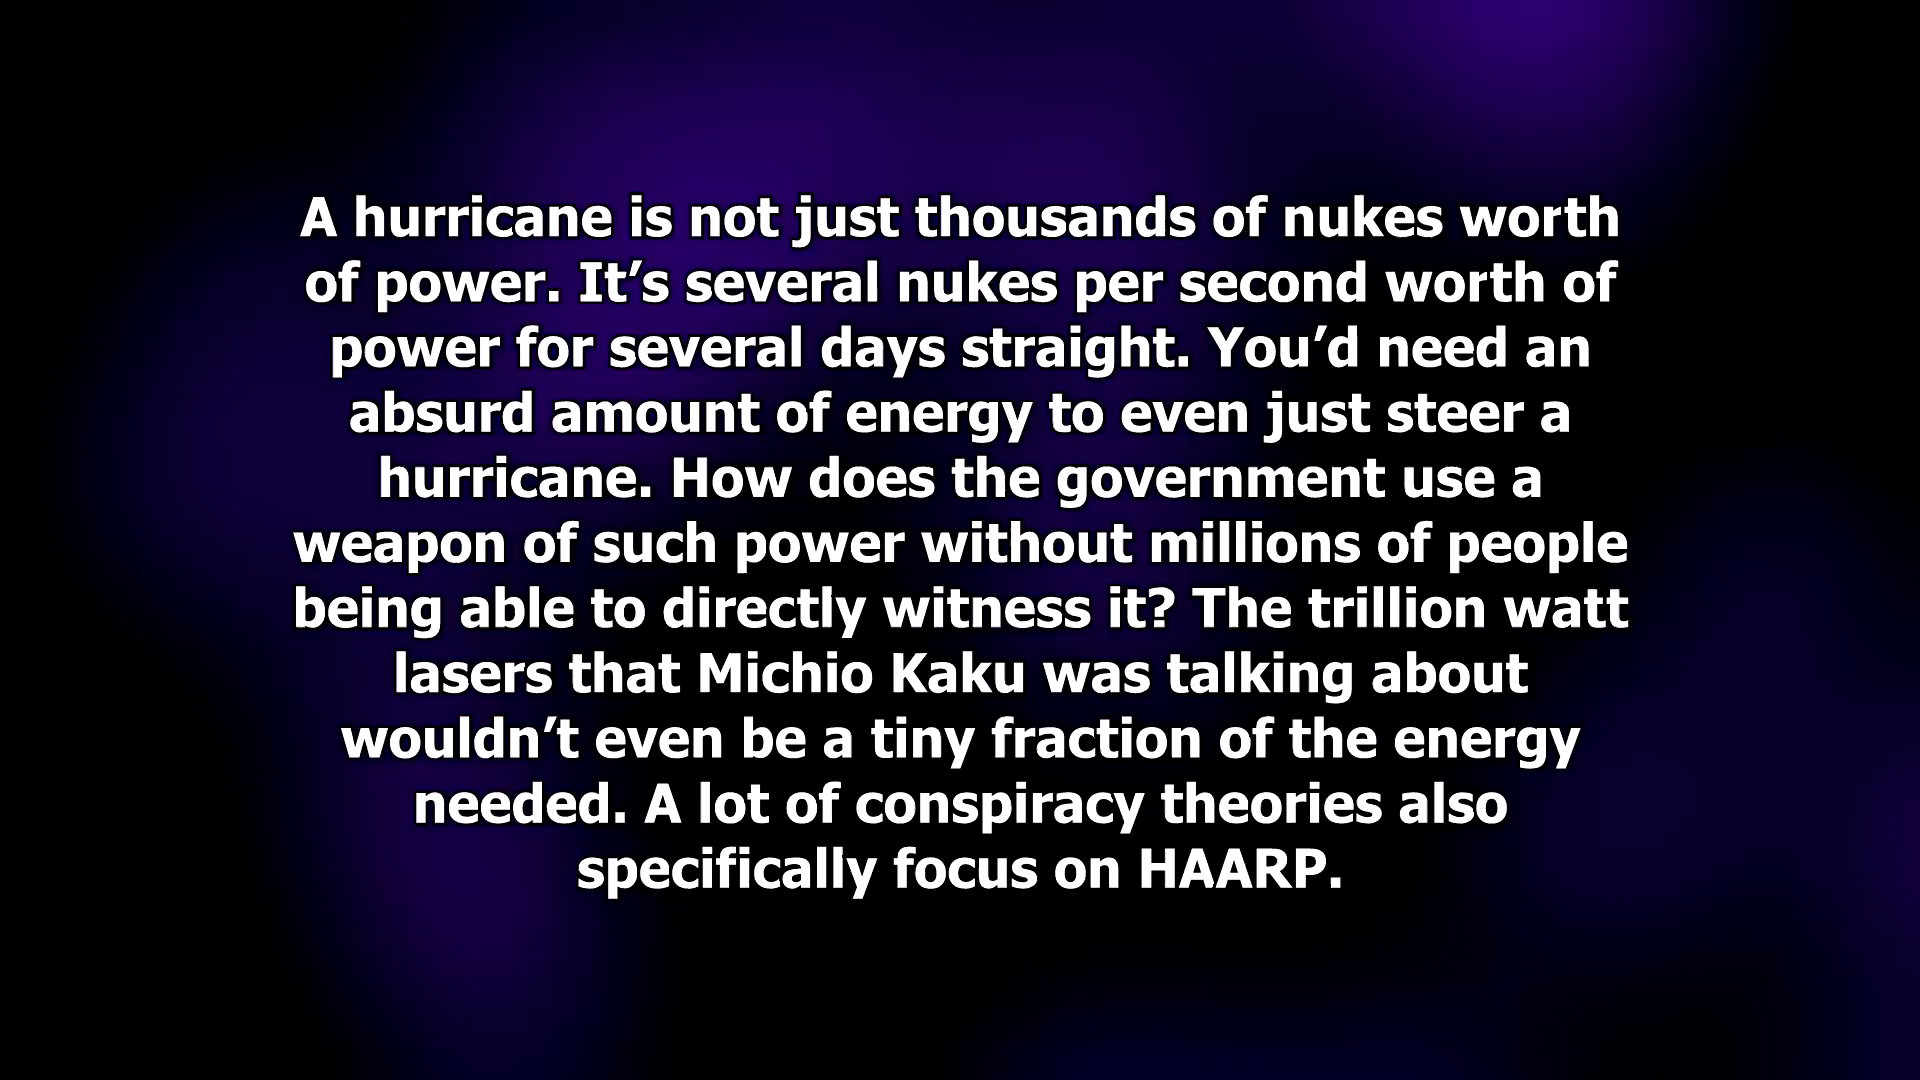 A hurricane is not just thousands of nukes worth
of power. It’s several nukes per second worth of
power for several days straight. You’d need an
absurd amount of energy to even just steer a
hurricane. How does the government use a
weapon of such power without millions of people
being able to directly witness it? The trillion watt
lasers that Michio Kaku was talking about
wouldn’t even be a tiny fraction of the energy
needed. A lot of conspiracy theories also
specifically focus on HAARP.